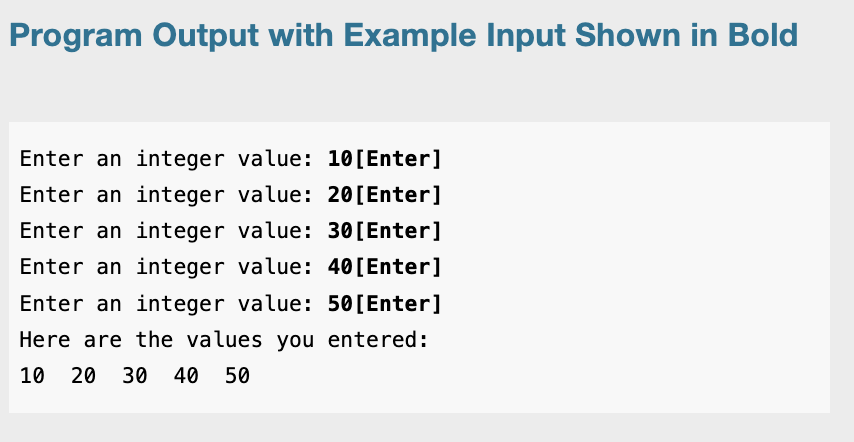 Program Output with Example Input Shown in Bold
Enter an integer value: 10[Enter]
Enter an integer value: 20[Enter]
Enter an integer value: 30[Enter]
Enter an integer value: 40[Enter]
Enter an integer value: 50[Enter]
Here are the values you entered:
10  20  30  40  50